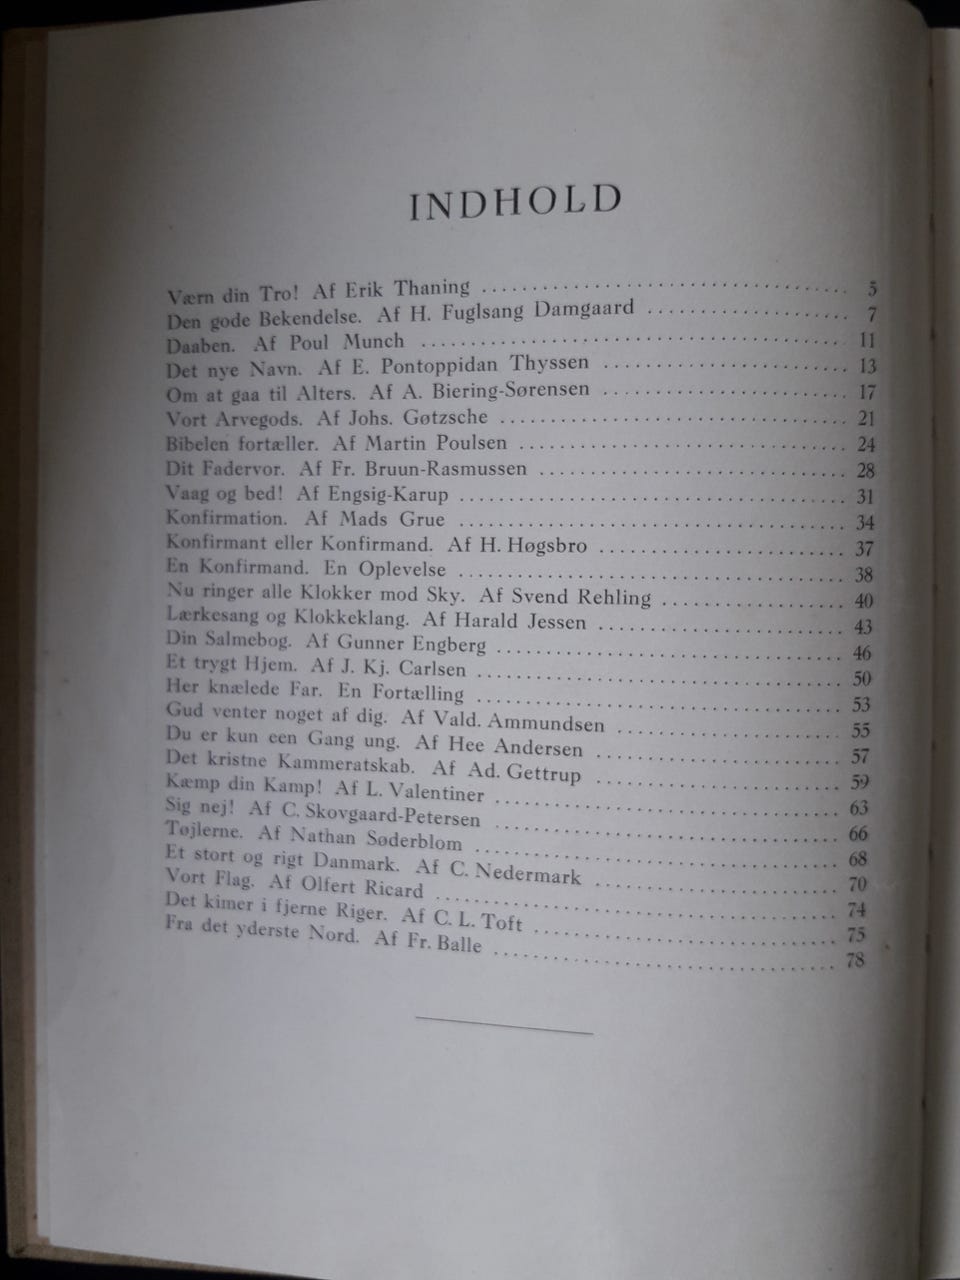 INDHOLD
Værn din Tro! Af Erik Thaning 5
Den gode Bekendelse. Af H. Fuglsang Damgaard 7
Daaben. Af Poul Munch 11
Det nye Navn. Af E. Pontoppidan Thyssen 13
Om at gaa til Alters. Af A. Biering-Sørensen 17
Vort Arvegods. Af Johs. Gøtzsche 21
Bibelen fortæller. Af Martin Poulsen 24
Dit Fadervor. Af Fr. Bruun-Rasmussen 28
Vaag og bed! Af Engsig-Karup 31
Konfirmation. Af Mads Grue 34
Konfirmant eller Konfirmand. Af H. Høgsbro 37
En Konfirmand. En Oplevelse 38
Nu ringer alle Klokker mod Sky. Af Svend Rehling 40
Lærkesang og Klokkeklang. Af Harald Jessen 43
Din Salmebog. Af Gunner Engberg 46
Et trygt Hjem. Af J. Kj. Carlsen 50
Her knælede Far. En Fortælling 53
Gud venter noget af dig. Af Vald. Ammundsen 55
Du er kun een Gang ung. Af Hee Andersen 57
Det kristne Kammeratskab. Af Ad. Gettrup 59
Kæmp din Kamp! Af L. Valentiner 63
Sig nej! Af C. Skovgaard-Petersen 66
Tøjlerne. Af Nathan Søderblom 68
Et stort og rigt Danmark. Af C. Nedermark 70
Vort Flag. Af Olfert Ricard 74
Det kimer i fjerne Riger. Af C. L. Toft 75
Fra det yderste Nord. Af Fr. Balle 78